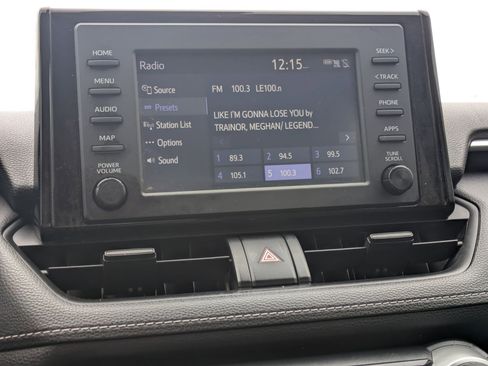 HOME
MENU
AUDIO
MAP
POWER
VOLUME
Radio
12:15
Source
Presets
Station List
Options
Sound
FM 100.3 LE100.n
LIKE I'M GONNA LOSE YOU by
TRAINOR, MEGHAN/ LEGEND...
1 89.3 2 94.5 3 99.5
4 105.1 5 100.3 6 102.7
SEEK >
< TRACK
PHONE
APPS
TUNE
SCROLL